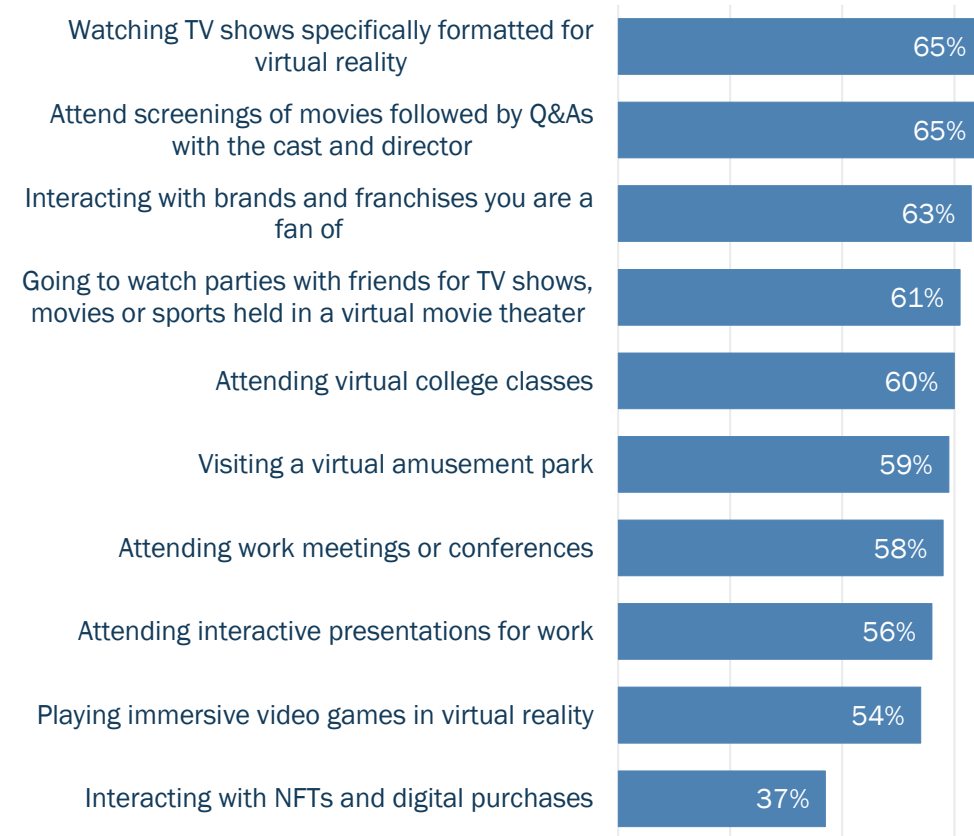 Watching TV shows specifically formatted for
virtual reality
65%
Attend screenings of movies followed by Q&As
with the cast and director
65%
Interacting with brands and franchises you are a
fan of
63%
Going to watch parties with friends for TV shows,
movies or sports held in a virtual movie theater
61%
Attending virtual college classes
60%
Visiting a virtual amusement park
59%
Attending work meetings or conferences
58%
Attending interactive presentations for work
56%
Playing immersive video games in virtual reality
54%
Interacting with NFTs and digital purchases
37%